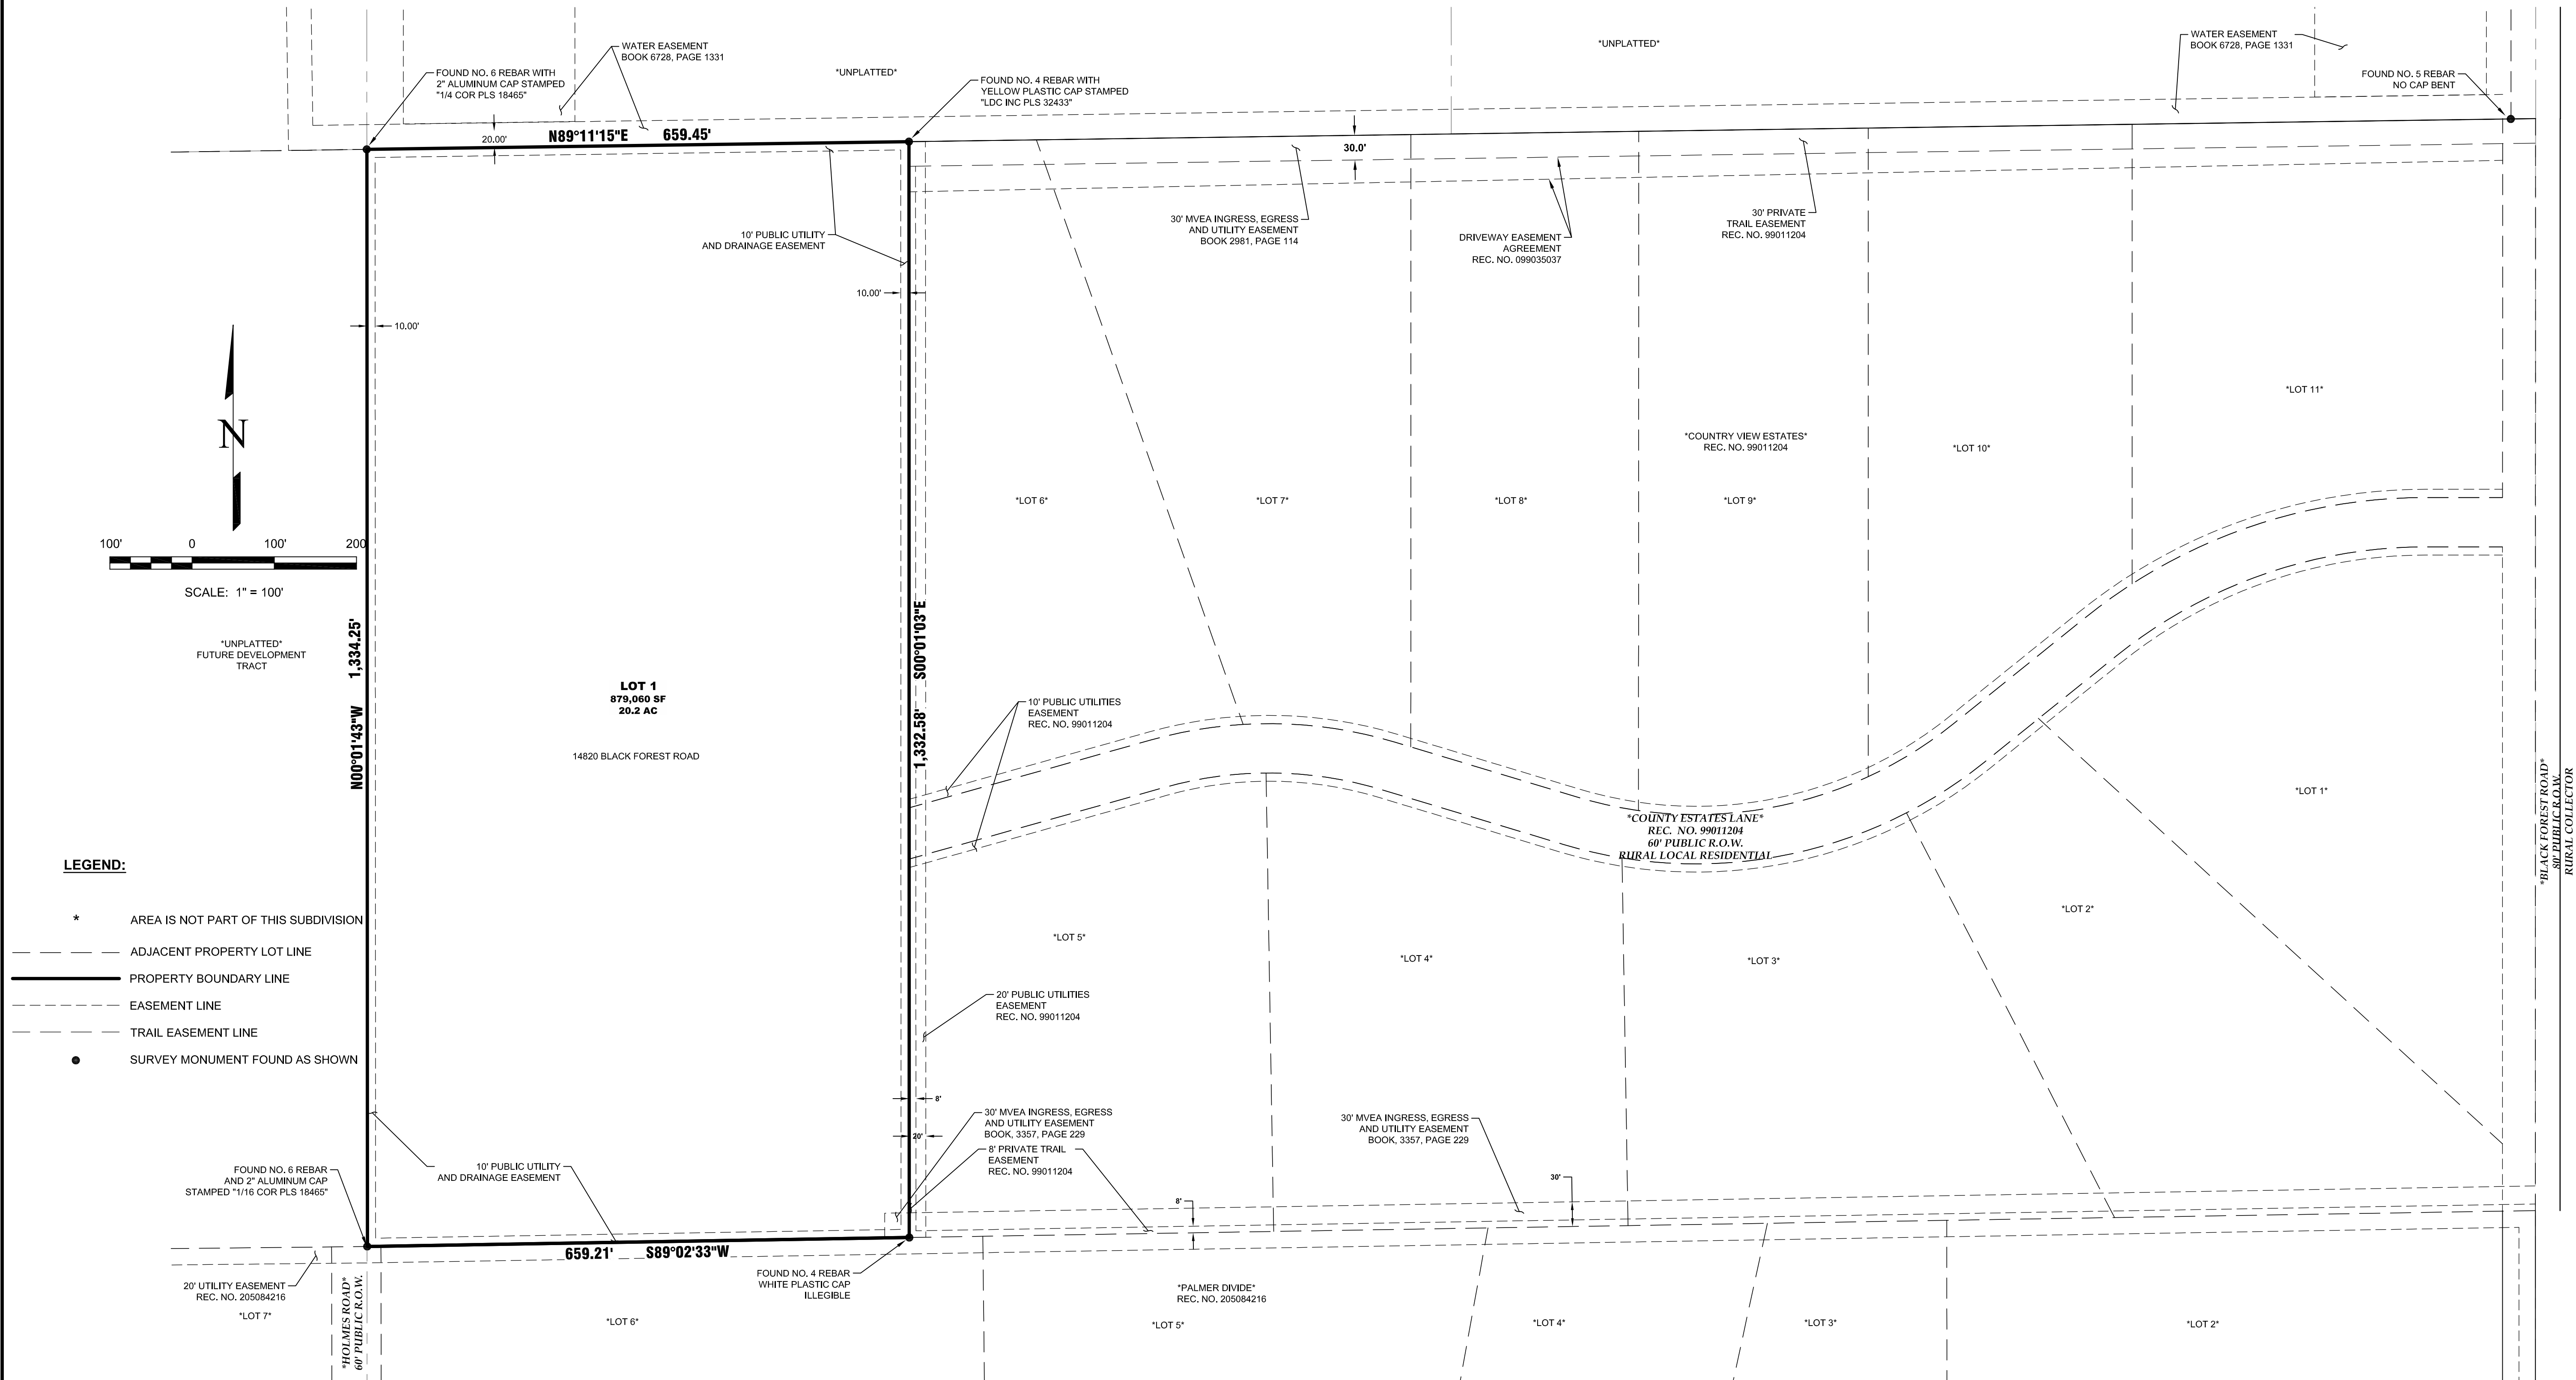 WATER EASEMENT
BOOK 6728, PAGE 1331
*UNPLATTED*
*UNPLATTED*
WATER EASEMENT
BOOK 6728, PAGE 1331
FOUND NO. 6 REBAR WITH
2" ALUMINUM CAP STAMPED
"1/4 COR PLS 18465"
FOUND NO. 4 REBAR WITH
YELLOW PLASTIC CAP STAMPED
"LDC INC PLS 32433"
FOUND NO. 5 REBAR
NO CAP BENT
20.00'
N89°11'15"E 659.45'
30.0'
10' PUBLIC UTILITY
AND DRAINAGE EASEMENT
30' MVEA INGRESS, EGRESS
AND UTILITY EASEMENT
BOOK 2981, PAGE 114
DRIVEWAY EASEMENT
AGREEMENT
REC. NO. 099035037
30' PRIVATE
TRAIL EASEMENT
REC. NO. 99011204
10.00'
10.00'
N
100' 0 100' 200
SCALE: 1" = 100'
*UNPLATTED*
FUTURE DEVELOPMENT
TRACT
N00°01'43"W 1,334.25'
LOT 1
879,060 SF
20.2 AC
14820 BLACK FOREST ROAD
1,332.58' S00°01'03"E
*LOT 6*
*LOT 7*
*LOT 8*
*COUNTRY VIEW ESTATES*
REC. NO. 99011204
*LOT 9*
*LOT 10*
*LOT 11*
10' PUBLIC UTILITIES
EASEMENT
REC. NO. 99011204
*COUNTY ESTATES LANE*
REC. NO. 99011204
60' PUBLIC R.O.W.
RURAL LOCAL RESIDENTIAL
*LOT 1*
*BLACK FOREST ROAD*
80' PUBLIC R.O.W.
RURAL COLLECTOR
LEGEND:
* AREA IS NOT PART OF THIS SUBDIVISION
ADJACENT PROPERTY LOT LINE
PROPERTY BOUNDARY LINE
EASEMENT LINE
TRAIL EASEMENT LINE
SURVEY MONUMENT FOUND AS SHOWN
*LOT 5*
*LOT 4*
*LOT 3*
*LOT 2*
20' PUBLIC UTILITIES
EASEMENT
REC. NO. 99011204
8'
20'
30' MVEA INGRESS, EGRESS
AND UTILITY EASEMENT
BOOK, 3357, PAGE 229
8' PRIVATE TRAIL
EASEMENT
REC. NO. 99011204
30' MVEA INGRESS, EGRESS
AND UTILITY EASEMENT
BOOK, 3357, PAGE 229
30'
8'
FOUND NO. 6 REBAR
AND 2" ALUMINUM CAP
STAMPED "1/16 COR PLS 18465"
10' PUBLIC UTILITY
AND DRAINAGE EASEMENT
659.21' S89°02'33"W
FOUND NO. 4 REBAR
WHITE PLASTIC CAP
ILLEGIBLE
20' UTILITY EASEMENT
REC. NO. 205084216
*LOT 7*
*HOLMES ROAD*
60' PUBLIC R.O.W.
*LOT 6*
*PALMER DIVIDE*
REC. NO. 205084216
*LOT 5*
*LOT 4*
*LOT 3*
*LOT 2*